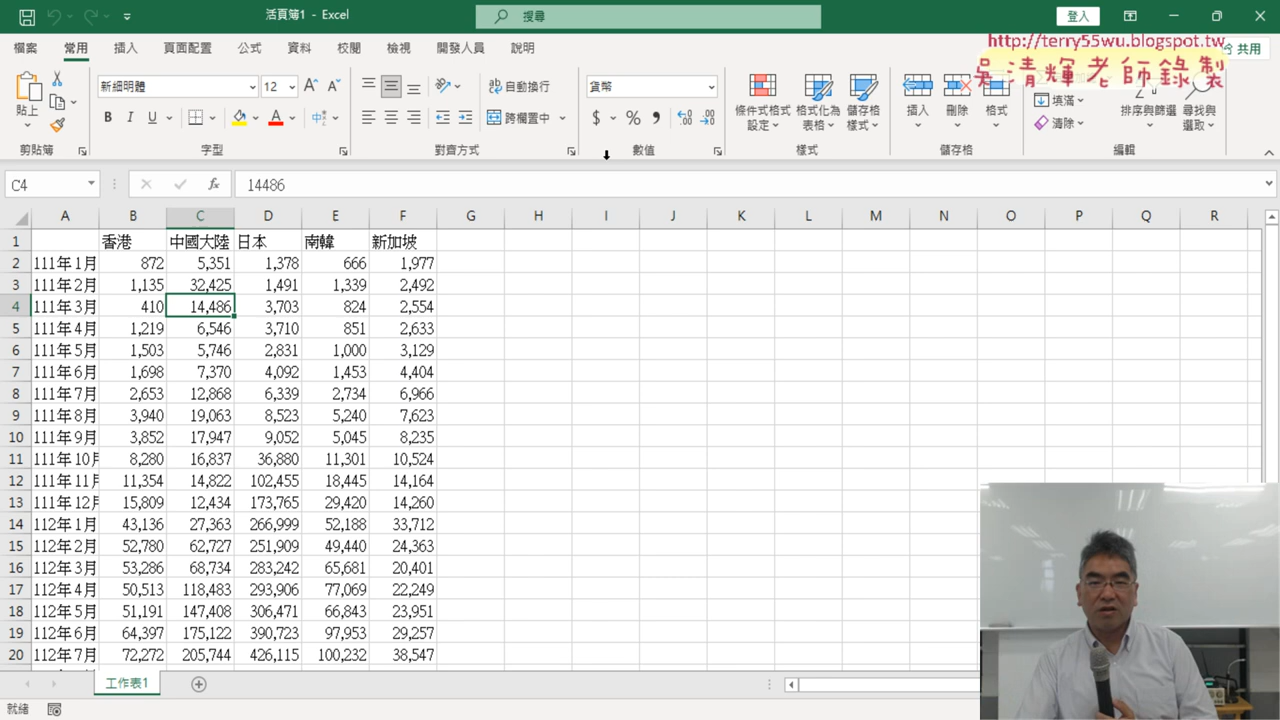 活頁簿1 - Excel
搜尋
登入
檔案 常用 插入 頁面配置 公式 資料 校閱 檢視 開發人員 說明
共用
http://terry55wu.blogspot.tw
吳清輝老師錄製
貼上
新細明體 12
B I U
自動換行
跨欄置中
貨幣
$ % ,
條件式格式設定
格式化為表格
儲存格樣式
插入 刪除 格式
填滿
清除
排序與篩選
尋找與選取
剪貼簿 字型 對齊方式 數值 樣式 儲存格 編輯
C4 fx 14486
A B C D E F G H I J K L M N O P Q R
1 香港 中國大陸 日本 南韓 新加坡
2 111年1月 872 5,351 1,378 666 1,977
3 111年2月 1,135 32,425 1,491 1,339 2,492
4 111年3月 410 14,486 3,703 824 2,554
5 111年4月 1,219 6,546 3,710 851 2,633
6 111年5月 1,503 5,746 2,831 1,000 3,129
7 111年6月 1,698 7,370 4,092 1,453 4,404
8 111年7月 2,653 12,868 6,339 2,734 6,966
9 111年8月 3,940 19,063 8,523 5,240 7,623
10 111年9月 3,852 17,947 9,052 5,045 8,235
11 111年10月 8,280 16,837 36,880 11,301 10,524
12 111年11月 11,354 14,822 102,455 18,445 14,164
13 111年12月 15,809 12,434 173,765 29,420 14,260
14 112年1月 43,136 27,363 266,999 52,188 33,712
15 112年2月 52,780 62,727 251,909 49,440 24,363
16 112年3月 53,286 68,734 283,242 65,681 20,401
17 112年4月 50,513 118,483 293,906 77,069 22,249
18 112年5月 51,191 147,408 306,471 66,843 23,951
19 112年6月 64,397 175,122 390,723 97,953 29,257
20 112年7月 72,272 205,744 426,115 100,232 38,547
工作表1
就緒